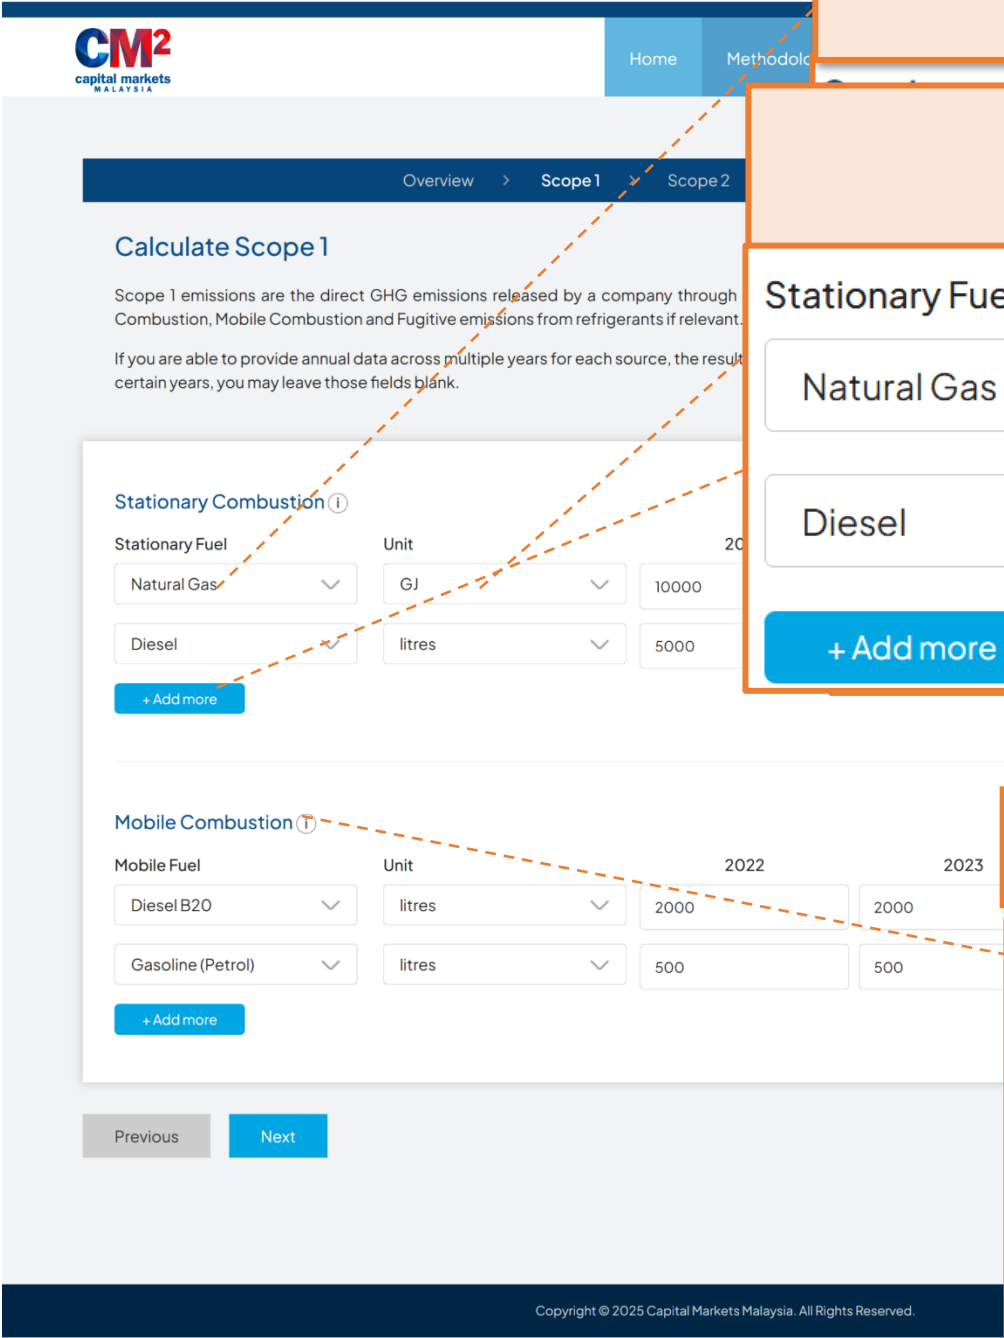 CM2
capital markets
MALAYSIA
Home
Overview > Scope 1 > Scope 2
Calculate Scope 1
Scope 1 emissions are the direct GHG emissions released by a company through
Combustion, Mobile Combustion and Fugitive emissions from refrigerants if relevant.
If you are able to provide annual data across multiple years for each source, the result
certain years, you may leave those fields blank.
Stationary Combustion i
Stationary Fuel Unit
Natural Gas GJ 10000
Diesel litres 5000
+ Add more
Stationary
Natural Gas
Diesel
+ Add more
Mobile Combustion i
Mobile Fuel Unit 2022 2023
Diesel B20 litres 2000 2000
Gasoline (Petrol) litres 500 500
+ Add more
Previous Next
Copyright © 2025 Capital Markets Malaysia. All Rights Reserved.